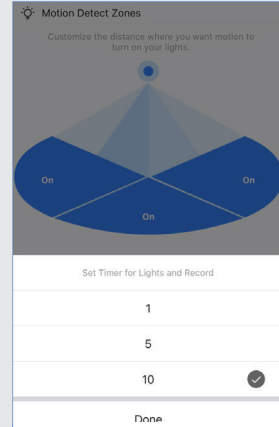 Motion Detect Zones
Customize the distance where you want motion to
turn on your lights.
On
On
On
Set Timer for Lights and Record
1
5
10
Done